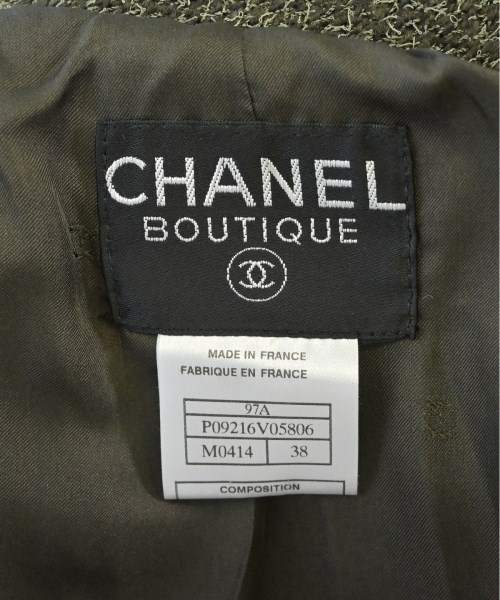 CHANEL
BOUTIQUE
MADE IN FRANCE
FABRIQUE EN FRANCE
97A
P09216V05806
M0414 38
COMPOSITION